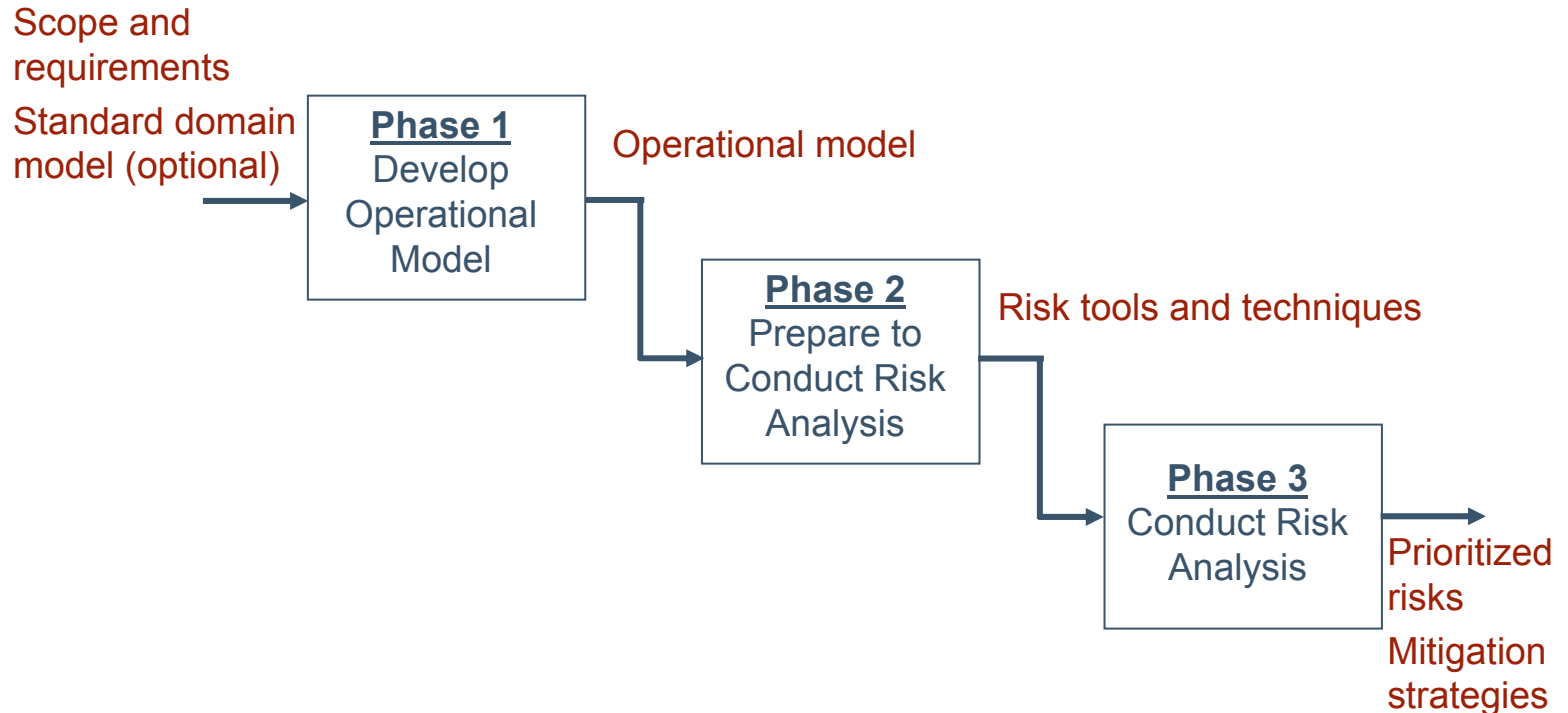 Scope and
requirements
Standard domain
model (optional)
Phase 1
Develop
Operational
Model
Operational model
Phase 2
Prepare to
Conduct Risk
Analysis
Risk tools and techniques
Phase 3
Conduct Risk
Analysis
Prioritized
risks
Mitigation
strategies